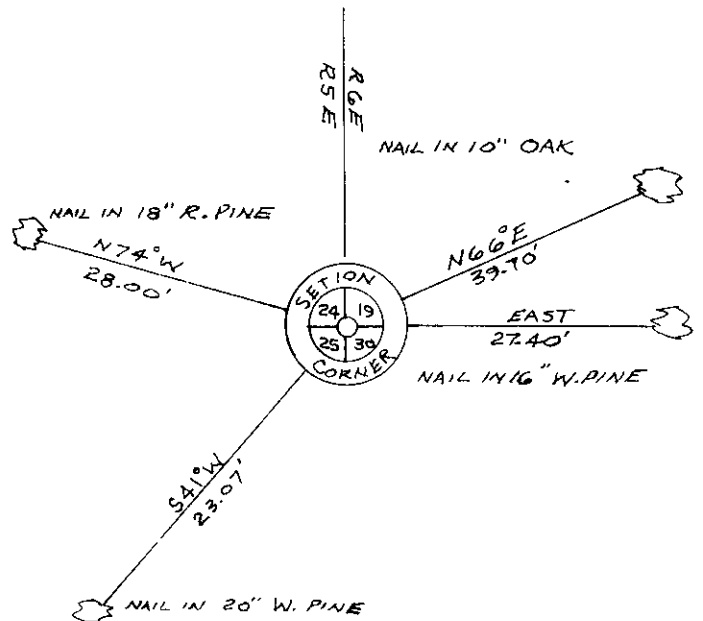 R6E
R5E
NAIL IN 10" OAK
NAIL IN 18" R. PINE
N74°W
28.00'
N66°E
39.70'
SETION
24 19
25 30
CORNER
EAST
27.40'
NAIL IN 16" W. PINE
S41°W
23.07'
NAIL IN 20" W. PINE